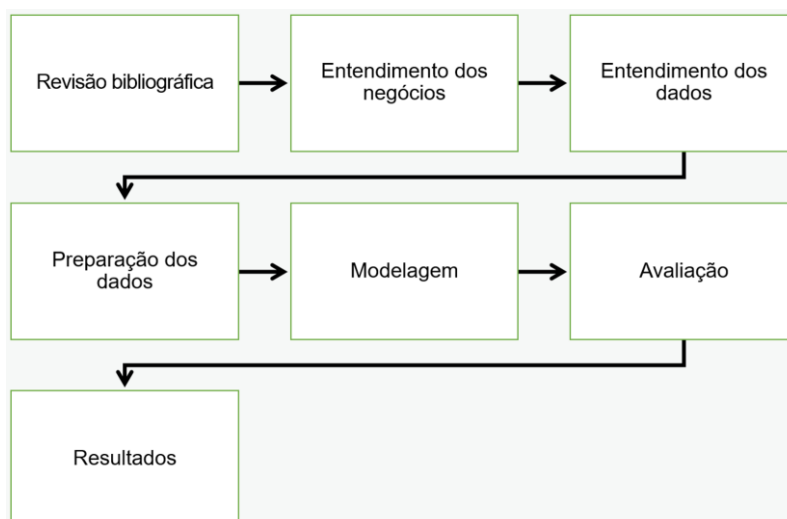 Revisão bibliográfica
Entendimento dos
negócios
Entendimento dos
dados
Preparação dos
dados
Modelagem
Avaliação
Resultados